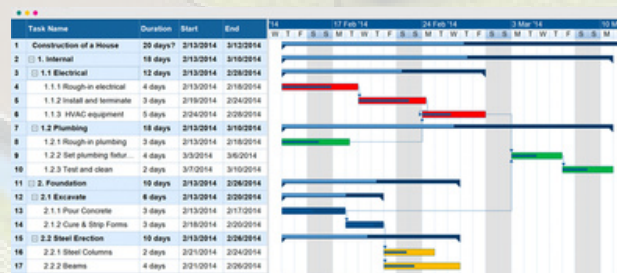 Task Name Duration Start End '14 17 Feb '14 24 Feb '14 3 Mar '14 10 M
W T F S S M T W T F S S M T W T F S S M T W T F S S M
1 Construction of a House 20 days? 2/13/2014 3/12/2014
2 1. Internal 18 days 2/13/2014 3/10/2014
3 1.1 Electrical 12 days 2/13/2014 2/28/2014
4 1.1.1 Rough-in electrical 4 days 2/13/2014 2/18/2014
5 1.1.2 Install and terminate 3 days 2/19/2014 2/24/2014
6 1.1.3 HVAC equipment 5 days 2/24/2014 2/28/2014
7 1.2 Plumbing 18 days 2/13/2014 3/10/2014
8 1.2.1 Rough-in plumbing 3 days 2/13/2014 2/18/2014
9 1.2.2 Set plumbing fixtur... 4 days 3/3/2014 3/6/2014
10 1.2.3 Test and clean 2 days 3/7/2014 3/10/2014
11 2. Foundation 10 days 2/13/2014 2/26/2014
12 2.1 Excavate 6 days 2/13/2014 2/20/2014
13 2.1.1 Pour Concrete 3 days 2/13/2014 2/17/2014
14 2.1.2 Cure & Strip Forms 3 days 2/18/2014 2/20/2014
15 2.2 Steel Erection 10 days 2/13/2014 2/26/2014
16 2.2.1 Steel Columns 2 days 2/21/2014 2/24/2014
17 2.2.2 Beams 4 days 2/21/2014 2/26/2014